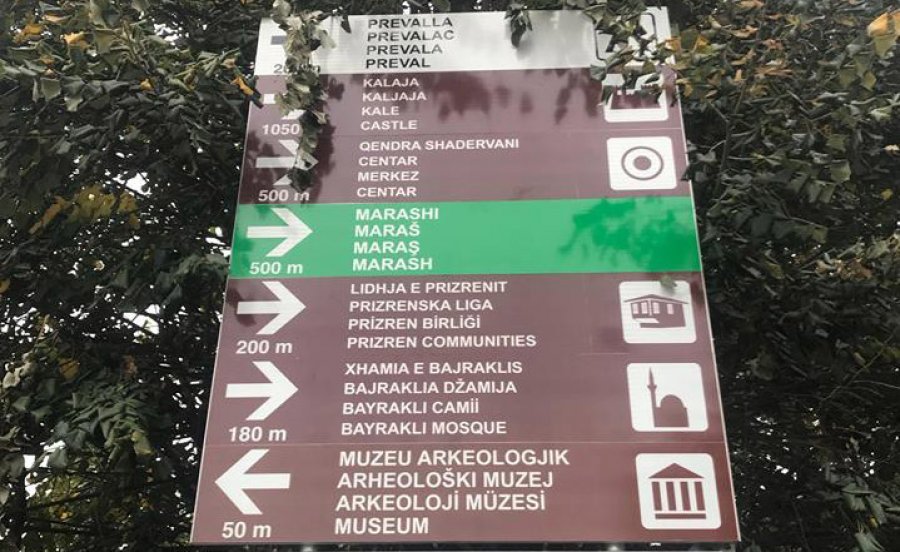 PREVALLA
PREVALAC
PREVALA
PREVAL
KALAJA
KALJAJA
KALE
CASTLE
1050
QENDRA SHADERVANI
CENTAR
MERKEZ
CENTAR
500 m
MARASHI
MARAŠ
MARAŞ
MARASH
500 m
LIDHJA E PRIZRENIT
PRIZRENSKA LIGA
PRİZREN BİRLİĞİ
PRIZREN COMMUNITIES
200 m
XHAMIA E BAJRAKLIS
BAJRAKLIA DŽAMIJA
BAYRAKLI CAMİİ
BAYRAKLI MOSQUE
180 m
MUZEU ARKEOLOGJIK
ARHEOLOŠKI MUZEJ
ARKEOLOJİ MÜZESİ
MUSEUM
50 m